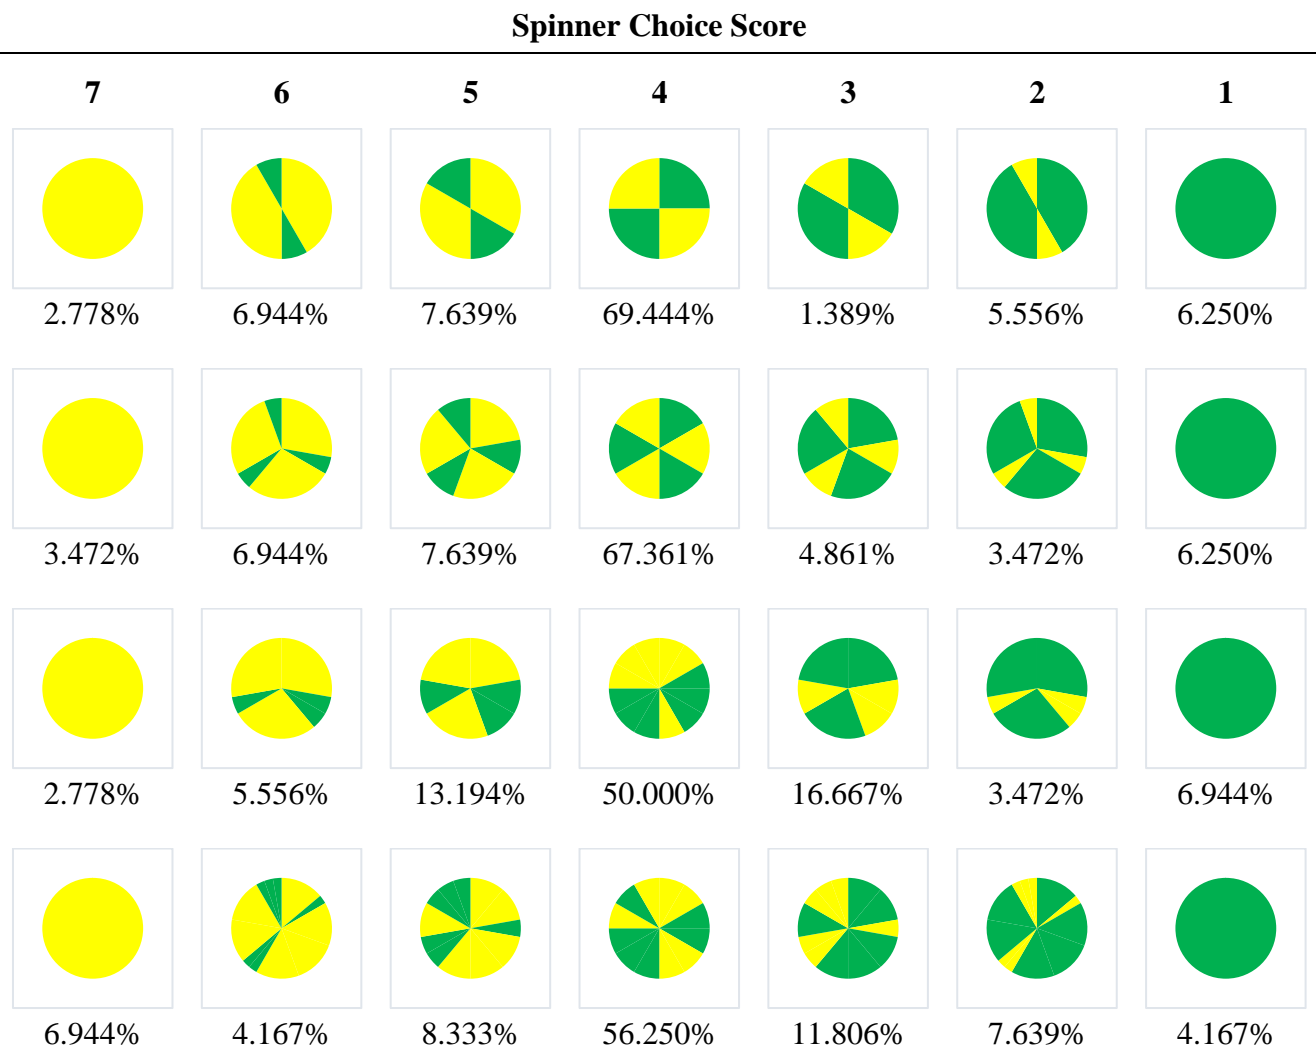 Spinner Choice Score
7 6 5 4 3 2 1
2.778% 6.944% 7.639% 69.444% 1.389% 5.556% 6.250%
3.472% 6.944% 7.639% 67.361% 4.861% 3.472% 6.250%
2.778% 5.556% 13.194% 50.000% 16.667% 3.472% 6.944%
6.944% 4.167% 8.333% 56.250% 11.806% 7.639% 4.167%